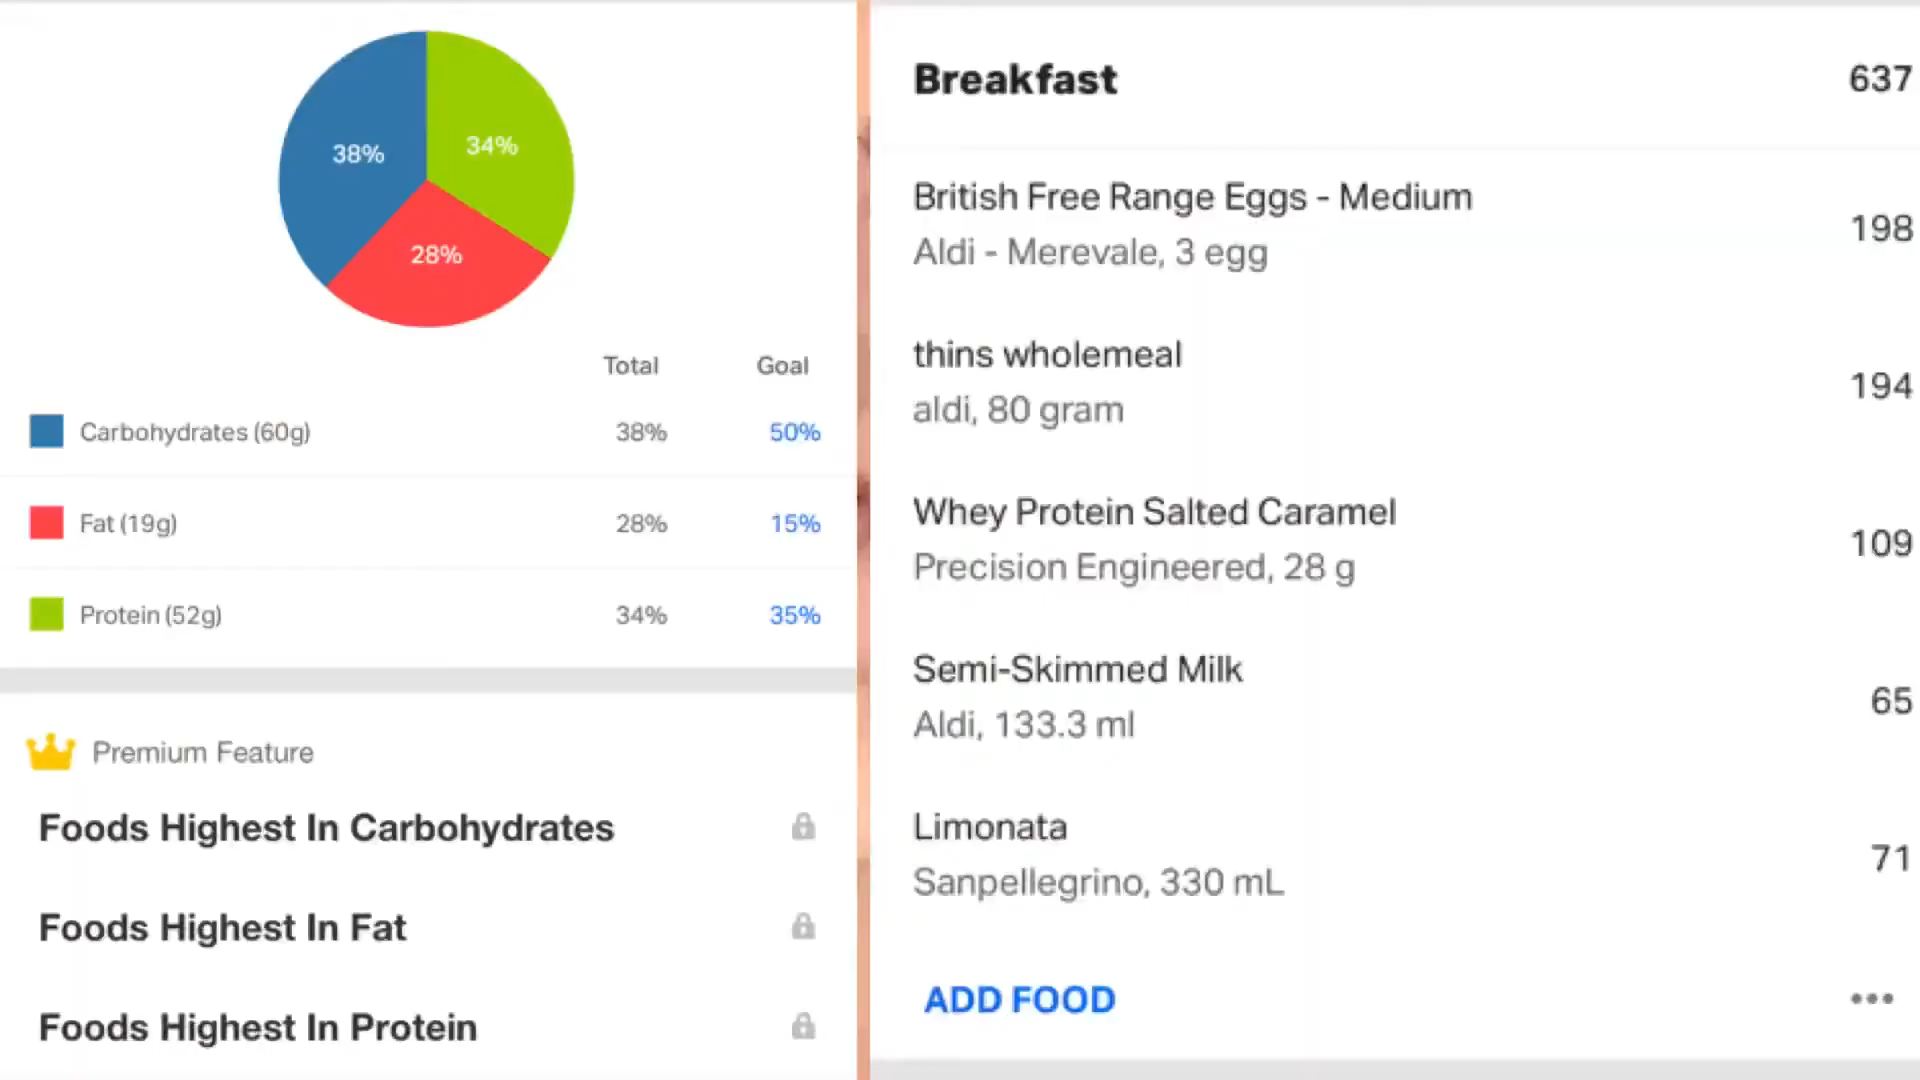 38%
34%
28%
Total Goal
Carbohydrates (60g) 38% 50%
Fat (19g) 28% 15%
Protein (52g) 34% 35%
Premium Feature
Foods Highest In Carbohydrates
Foods Highest In Fat
Foods Highest In Protein
Breakfast 637
British Free Range Eggs - Medium
198
Aldi - Merevale, 3 egg
thins wholemeal
194
aldi, 80 gram
Whey Protein Salted Caramel
109
Precision Engineered, 28 g
Semi-Skimmed Milk
65
Aldi, 133.3 ml
Limonata
71
Sanpellegrino, 330 mL
ADD FOOD